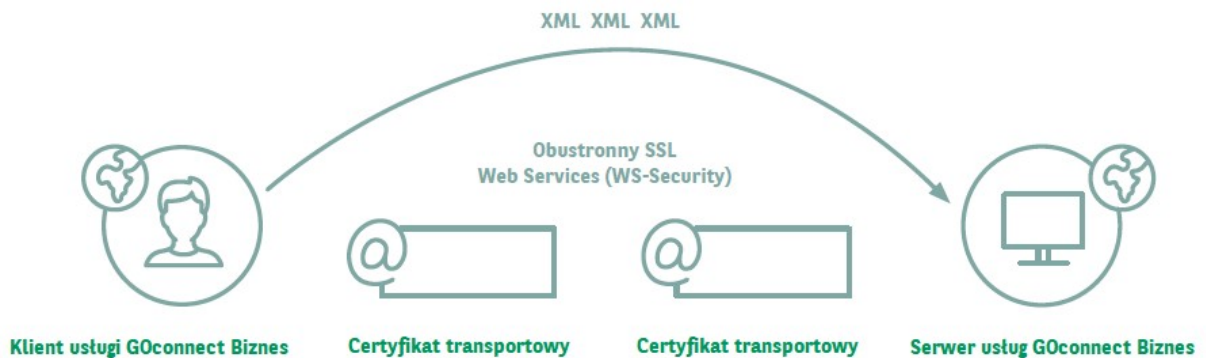 XML XML XML
Obustronny SSL
Web Services (WS-Security)
@ @
Klient usługi GOconnect Biznes Certyfikat transportowy Certyfikat transportowy Serwer usług GOconnect Biznes